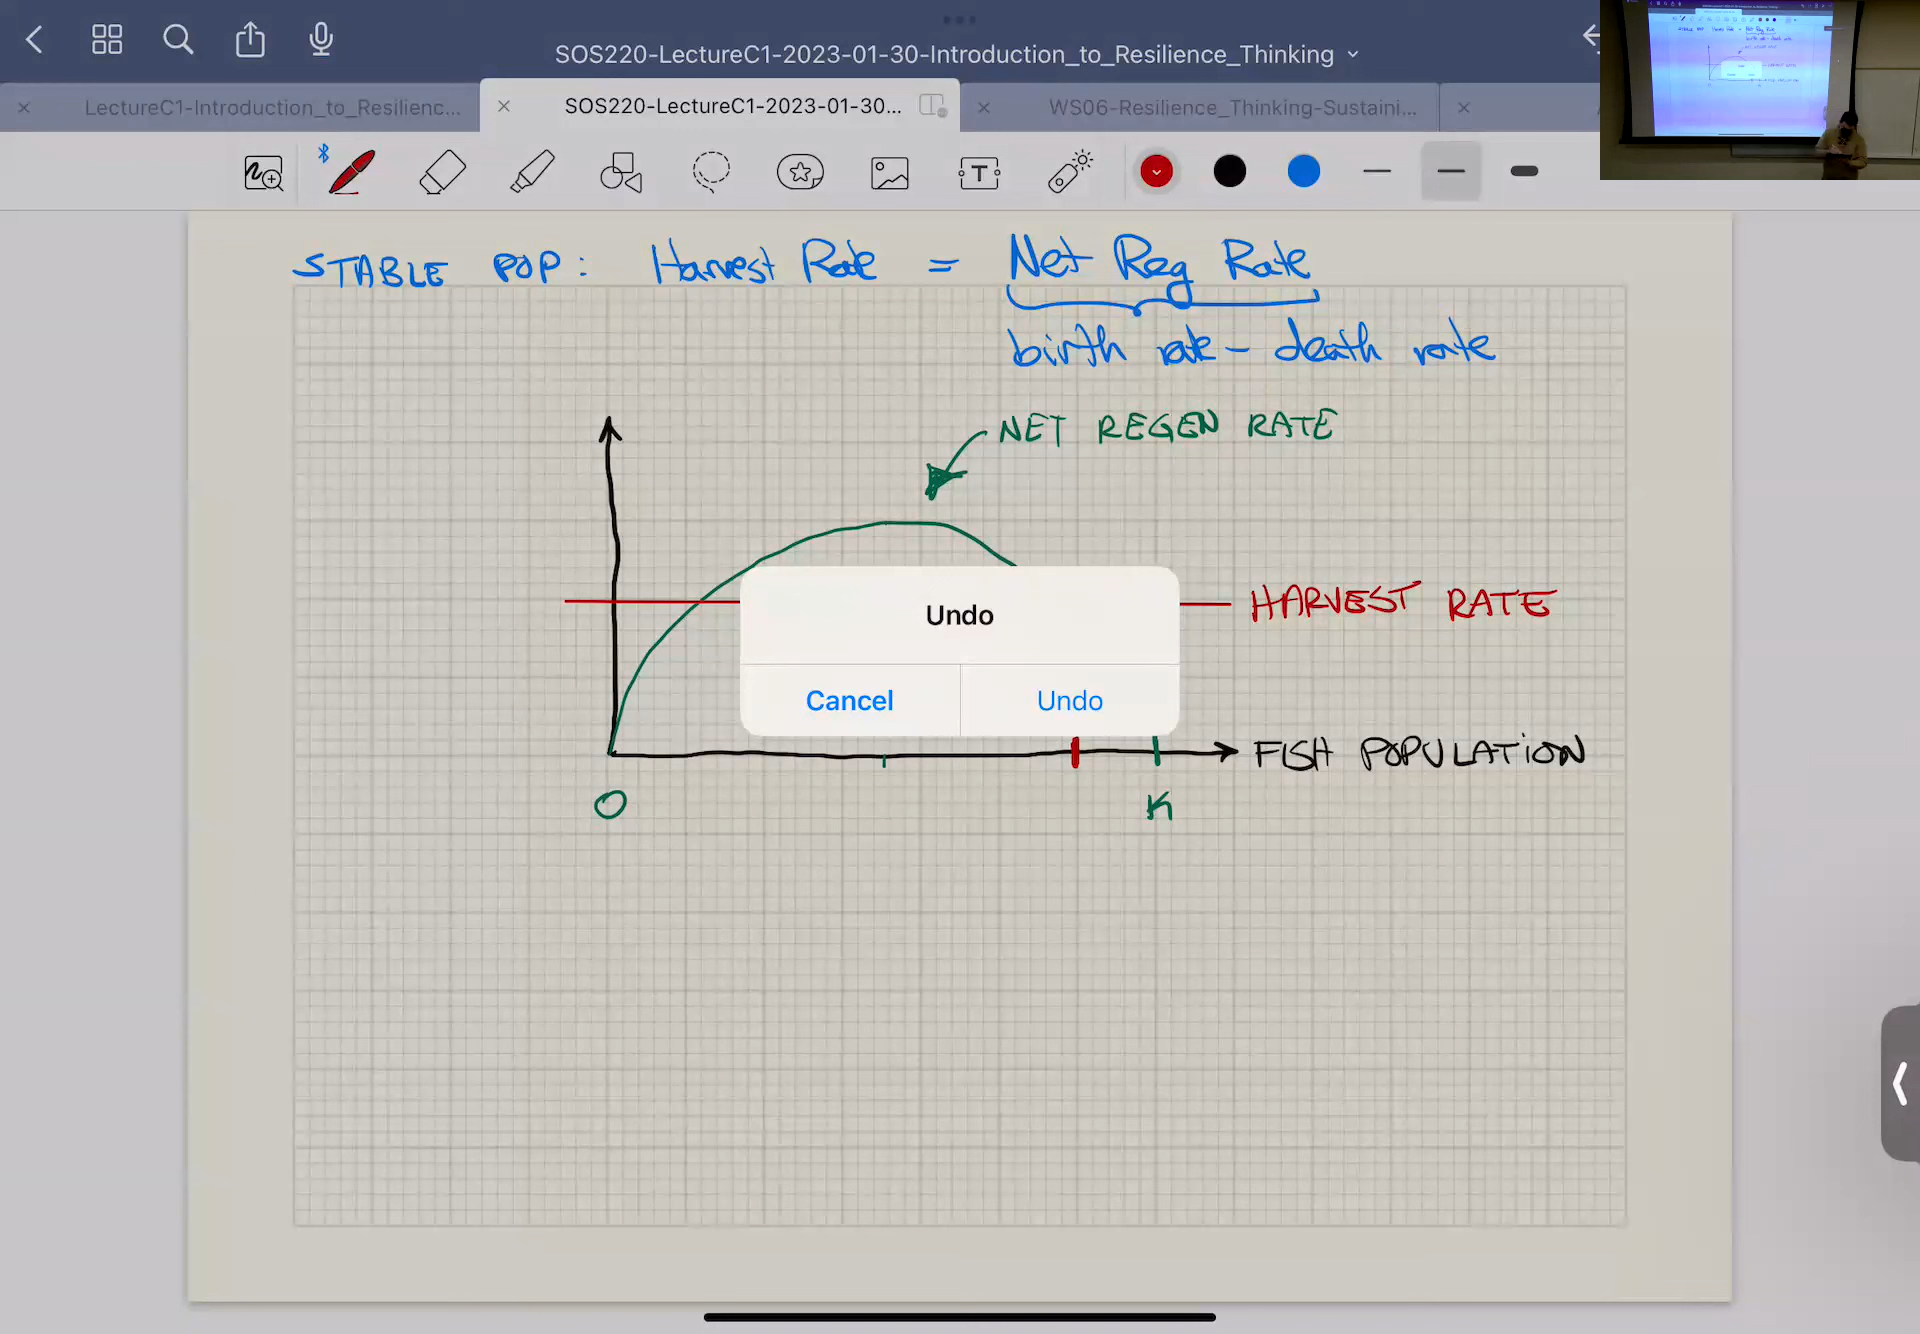 SOS220-LectureC1-2023-01-30-Introduction_to_Resilience_Thinking
LectureC1-Introduction_to_Resilienc...
SOS220-LectureC1-2023-01-30...
WS06-Resilience_Thinking-Sustaini...
STABLE POP: Harvest Rate = Net Reg Rate
birth rate - death rate
NET REGEN RATE
HARVEST RATE
Undo
Cancel Undo
FISH POPULATION
O K